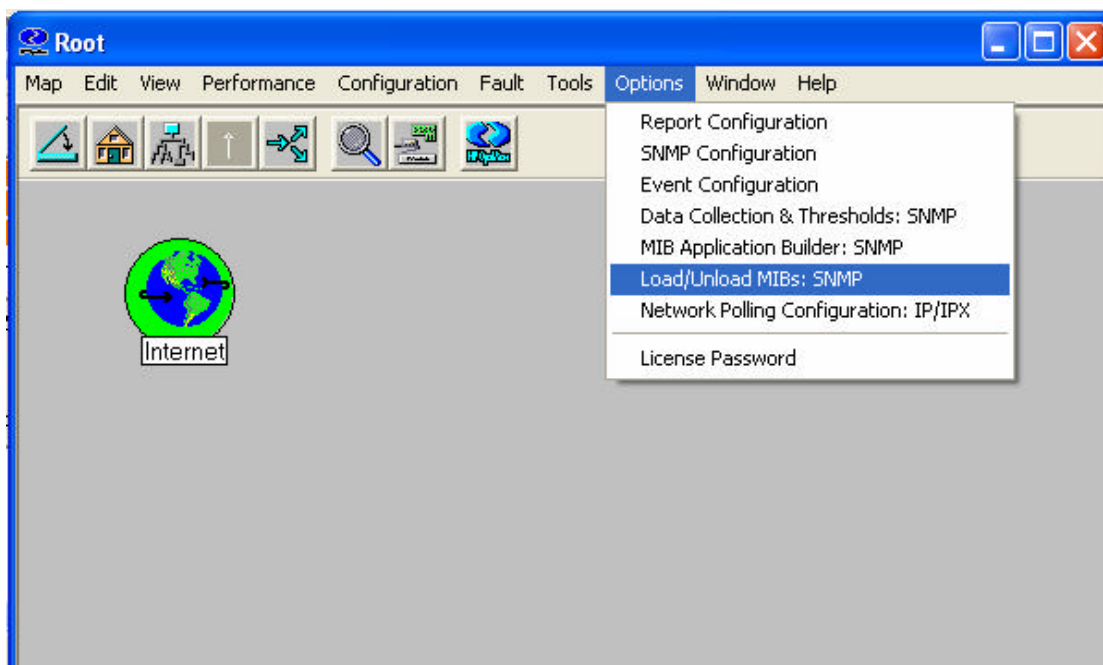 Root
Map Edit View Performance Configuration Fault Tools Options Window Help
Report Configuration
SNMP Configuration
Event Configuration
Data Collection & Thresholds: SNMP
MIB Application Builder: SNMP
Load/Unload MIBs: SNMP
Network Polling Configuration: IP/IPX
License Password
Internet